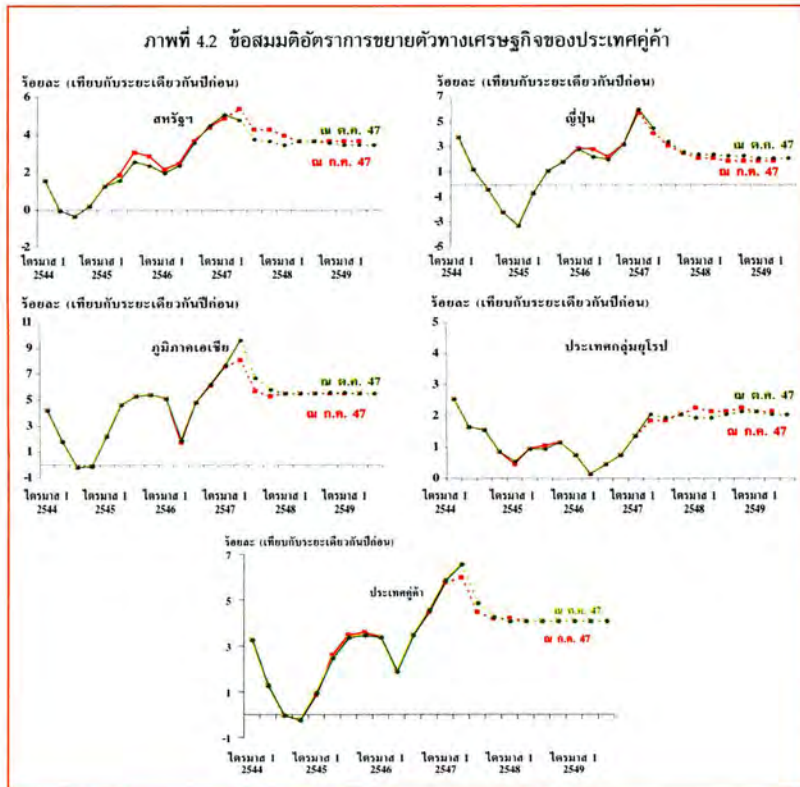 ภาพที่ 4.2 ข้อสมมติอัตราการขยายตัวทางเศรษฐกิจของประเทศคู่ค้า
ร้อยละ (เทียบกับระยะเดียวกันปีก่อน)
6
4
2
0
-2
สหรัฐฯ
ณ ต.ค. 47
ณ ก.ค. 47
ไตรมาส 1 ไตรมาส 1 ไตรมาส 1 ไตรมาส 1 ไตรมาส 1 ไตรมาส 1
2544 2545 2546 2547 2548 2549
ร้อยละ (เทียบกับระยะเดียวกันปีก่อน)
7
5
3
1
-1
-3
-5
ญี่ปุ่น
ณ ต.ค. 47
ณ ก.ค. 47
ไตรมาส 1 ไตรมาส 1 ไตรมาส 1 ไตรมาส 1 ไตรมาส 1 ไตรมาส 1
2544 2545 2546 2547 2548 2549
ร้อยละ (เทียบกับระยะเดียวกันปีก่อน)
11
9
7
5
3
1
-1
ภูมิภาคเอเชีย
ณ ต.ค. 47
ณ ก.ค. 47
ไตรมาส 1 ไตรมาส 1 ไตรมาส 1 ไตรมาส 1 ไตรมาส 1 ไตรมาส 1
2544 2545 2546 2547 2548 2549
ร้อยละ (เทียบกับระยะเดียวกันปีก่อน)
5
4
3
2
1
0
ประเทศกลุ่มยุโรป
ณ ต.ค. 47
ณ ก.ค. 47
ไตรมาส 1 ไตรมาส 1 ไตรมาส 1 ไตรมาส 1 ไตรมาส 1 ไตรมาส 1
2544 2545 2546 2547 2548 2549
ร้อยละ (เทียบกับระยะเดียวกันปีก่อน)
7
5
3
1
-1
ประเทศคู่ค้า
ณ ต.ค. 47
ณ ก.ค. 47
ไตรมาส 1 ไตรมาส 1 ไตรมาส 1 ไตรมาส 1 ไตรมาส 1 ไตรมาส 1
2544 2545 2546 2547 2548 2549